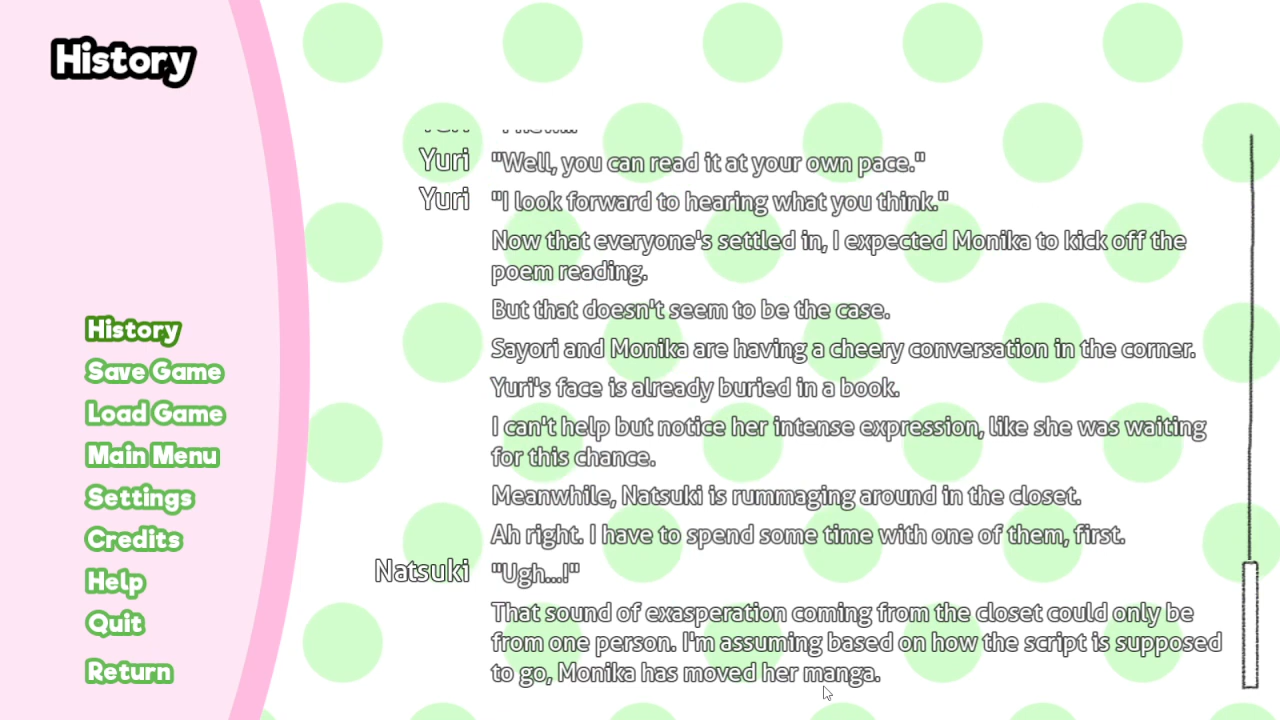 History
Yuri "Well, you can read it at your own pace."
Yuri "I look forward to hearing what you think."
Now that everyone's settled in, I expected Monika to kick off the
poem reading.
But that doesn't seem to be the case.
Sayori and Monika are having a cheery conversation in the corner.
Yuri's face is already buried in a book.
I can't help but notice her intense expression, like she was waiting
for this chance.
Meanwhile, Natsuki is rummaging around in the closet.
Ah right. I have to spend some time with one of them, first.
Natsuki "Ugh...!"
That sound of exasperation coming from the closet could only be
from one person. I'm assuming based on how the script is supposed
to go, Monika has moved her manga.
History
Save Game
Load Game
Main Menu
Settings
Credits
Help
Quit
Return